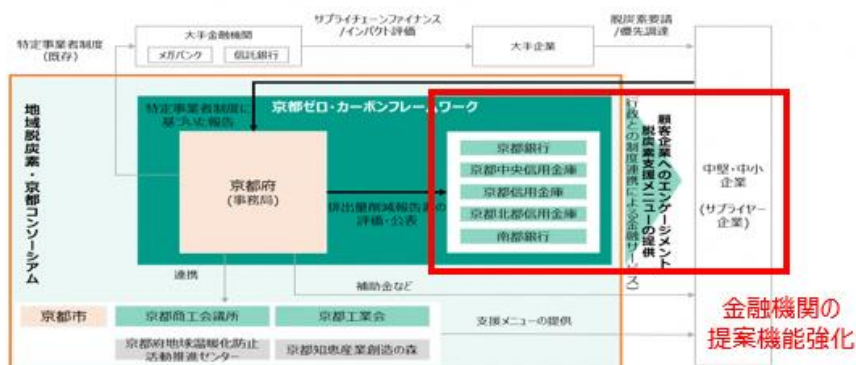 特定事業者制度
(既存)
大手金融機関
メガバンク
信託銀行
サプライチェーンファイナンス
/インパクト評価
大手企業
脱炭素要請
/優先調達
地域脱炭素・京都コンソーシアム
特定事業者制度に
基づいた報告
京都ゼロ・カーボンフレームワーク
京都府
(事務局)
排出量削減報告書の
評価・公表
京都銀行
京都中央信用金庫
京都信用金庫
京都北都信用金庫
南都銀行
顧客企業へのエンゲージメント
脱炭素支援メニューの提供
(行政との制度連携による金融サービス)
中堅・中小
企業
(サプライヤー
企業)
連携
補助金など
京都市
京都商工会議所
京都工業会
京都府地球温暖化防止
活動推進センター
京都知恵産業創造の森
支援メニューの提供
金融機関の
提案機能強化